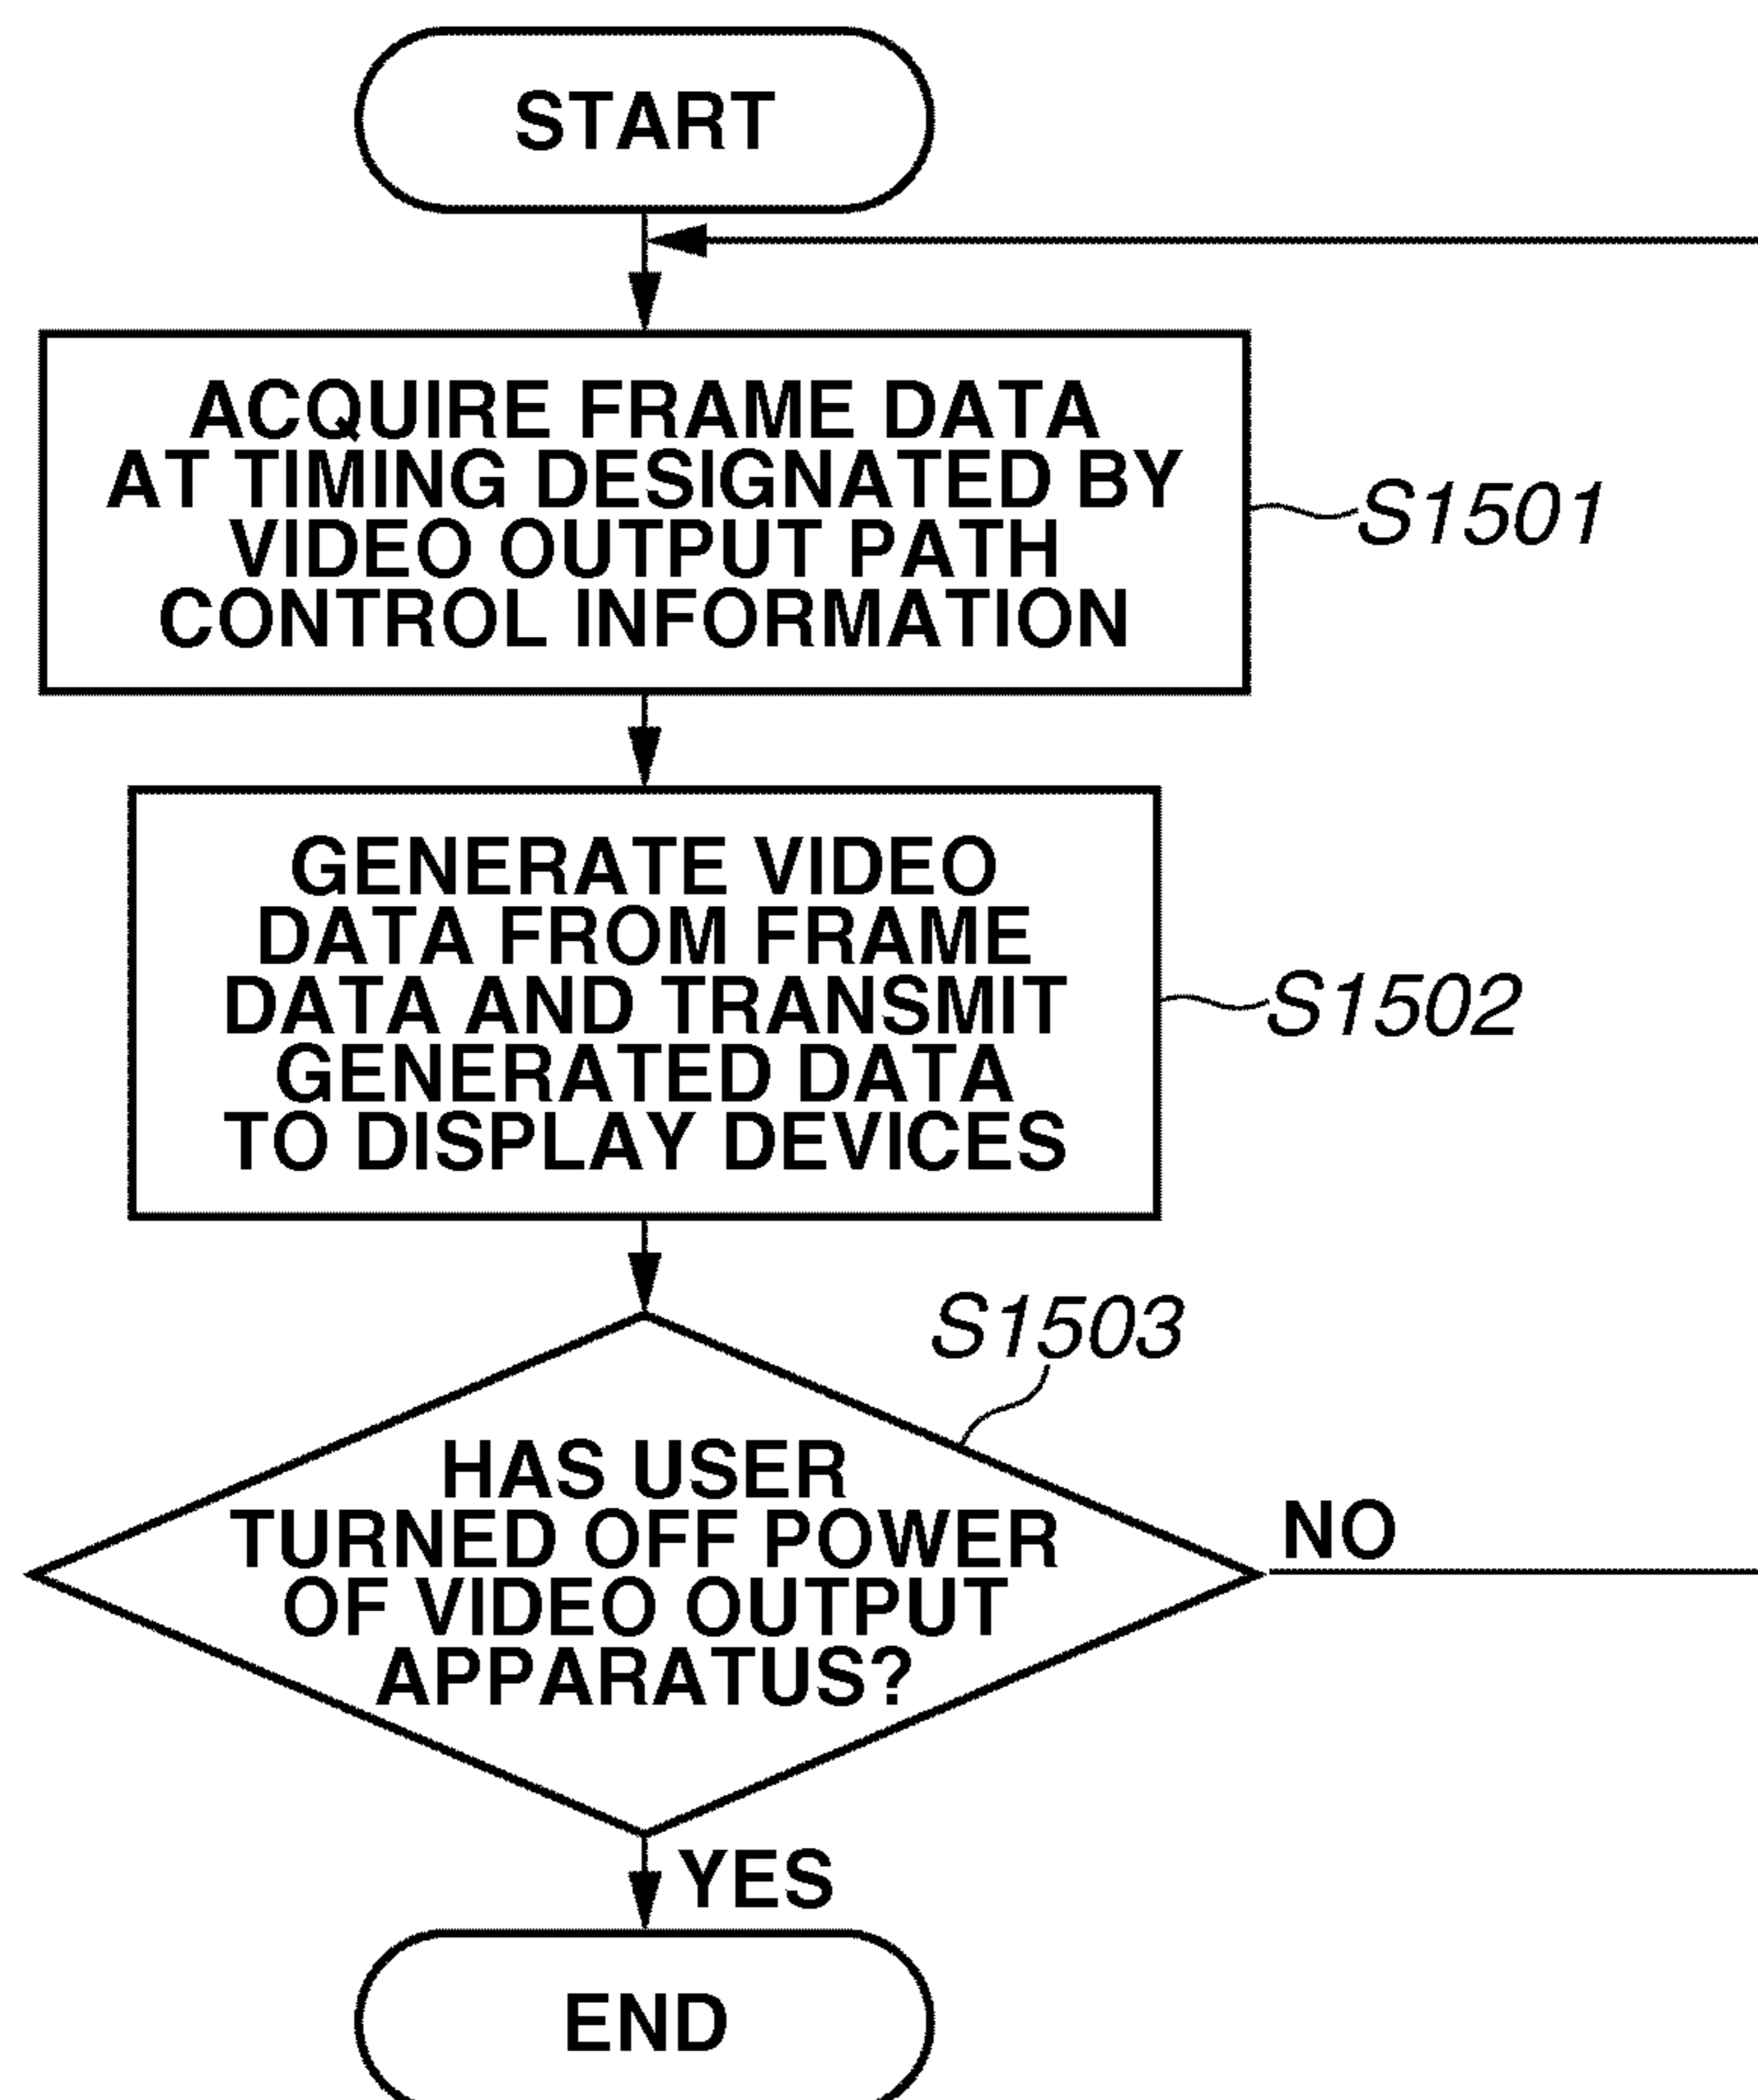 START
ACQUIRE FRAME DATA
AT TIMING DESIGNATED BY
VIDEO OUTPUT PATH
CONTROL INFORMATION
S1501
GENERATE VIDEO
DATA FROM FRAME
DATA AND TRANSMIT
GENERATED DATA
TO DISPLAY DEVICES
S1502
S1503
HAS USER
TURNED OFF POWER
OF VIDEO OUTPUT
APPARATUS?
NO
YES
END